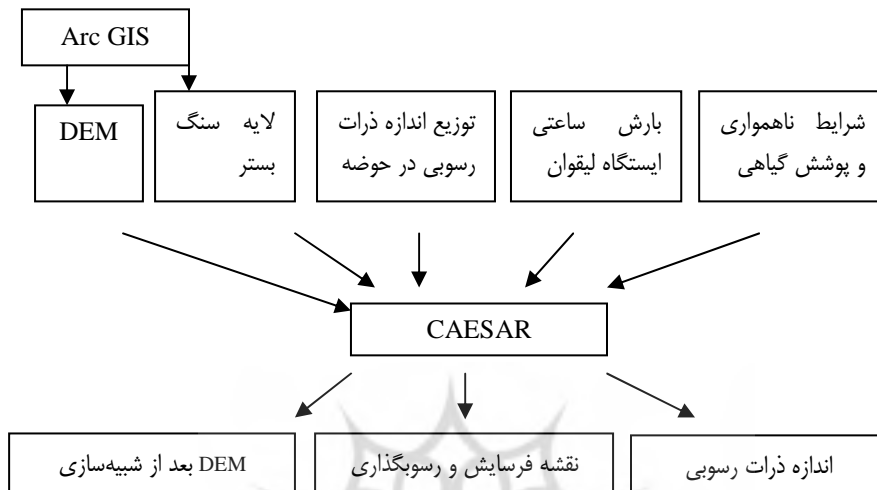 Arc GIS
DEM
لایه سنگ
بستر
توزیع اندازه ذرات
رسوبی در حوضه
بارش ساعتی
ایستگاه لیقوان
شرایط ناهمواری
و پوشش گیاهی
CAESAR
DEM بعد از شبیه‌سازی
نقشه فرسایش و رسوبگذاری
اندازه ذرات رسوبی